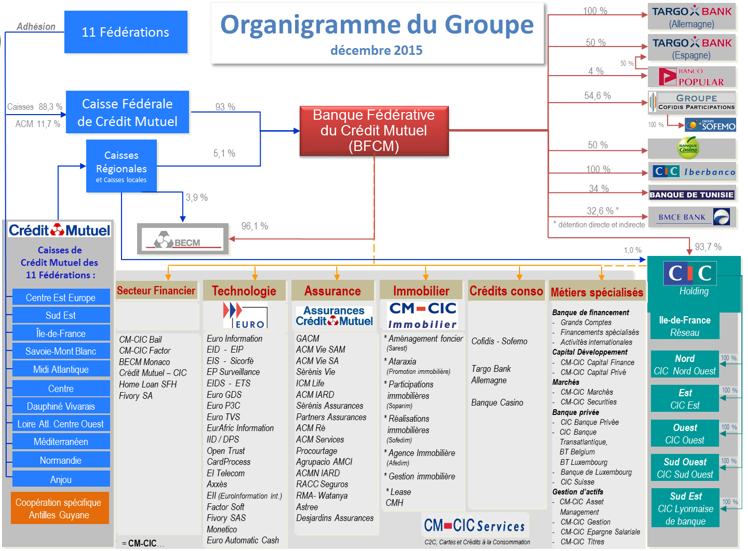 Organigramme du Groupe
décembre 2015
Adhésion
11 Fédérations
Caisses 88,3 %
ACM 11,7 %
Caisse Fédérale
de Crédit Mutuel
93 %
Caisses
Régionales
et Caisses locales
5,1 %
3,9 %
Banque Fédérative
du Crédit Mutuel
(BFCM)
BECM
96,1 %
100 %
TARGO BANK
(Allemagne)
50 %
TARGO BANK
(Espagne)
50 %
4 %
BANCO
POPULAR
54,6 %
GROUPE
Cofidis Participations
100 %
GROUPE
SOFEMO
50 %
BANQUE
Casino
100 %
CIC Iberbanco
34 %
BANQUE DE TUNISIE
32,6 % *
* détention directe et indirecte
BMCE BANK
1,0 %
93,7 %
Crédit Mutuel
Caisses de
Crédit Mutuel des
11 Fédérations :
Centre Est Europe
Sud Est
Île-de-France
Savoie-Mont Blanc
Midi Atlantique
Centre
Dauphiné Vivarais
Loire Atl. Centre Ouest
Méditerranéen
Normandie
Anjou
Coopération spécifique
Antilles Guyane
Secteur Financier
CM-CIC Bail
CM-CIC Factor
BECM Monaco
Crédit Mutuel – CIC
Home Loan SFH
Fivory SA
= CM-CIC…
Technologie
EURO
Euro Information
EID - EIP
EIS - Sicorfé
EP Surveillance
EIDS - ETS
Euro GDS
Euro P3C
Euro TVS
EurAfric Information
IID / DPS
Open Trust
CardProcess
EI Telecom
Axxès
EII (EuroInformation int.)
Factor Soft
Fivory SAS
Monetico
Euro Automatic Cash
Assurance
Assurances
Crédit Mutuel
GACM
ACM Vie SAM
ACM Vie SA
Sérènis Vie
ICM Life
ACM IARD
Sérènis Assurances
Partners Assurances
ACM Rè
ACM Services
Procourtage
Agrupacio AMCI
ACMN IARD
RACC Seguros
RMA- Watanya
Astree
Desjardins Assurances
Immobilier
CM-CIC
Immobilier
* Aménagement foncier
(Sarest)
* Ataraxia
(Promotion immobilière)
* Participations
immobilières
(Soparim)
* Réalisations
immobilières
(Sofedim)
* Agence Immobilière
(Afedim)
* Gestion immobilière
* Lease
CMH
Crédits conso
Cofidis - Sofemo
Targo Bank
Allemagne
Banque Casino
CM-CIC Services
C2C, Cartes et Crédits à la Consommation
Métiers spécialisés
Banque de financement
- Grands Comptes
- Financements spécialisés
- Activités internationales
Capital Développement
- CM-CIC Capital Finance
- CM-CIC Capital Privé
Marchés
- CM-CIC Marchés
- CM-CIC Securities
Banque privée
- CIC Banque Privée
- CIC Banque
Transatlantique,
BT Belgium
BT Luxembourg
- Banque de Luxembourg
- CIC Suisse
Gestion d'actifs
- CM-CIC Asset
Management
- CM-CIC Gestion
- CM-CIC Epargne Salariale
- CM-CIC Titres
CIC
Holding
Ile-de-France
Réseau
Nord
CIC Nord Ouest
100 %
Est
CIC Est
100 %
Ouest
CIC Ouest
100 %
Sud Ouest
CIC Sud Ouest
100 %
Sud Est
CIC Lyonnaise
de banque
100 %